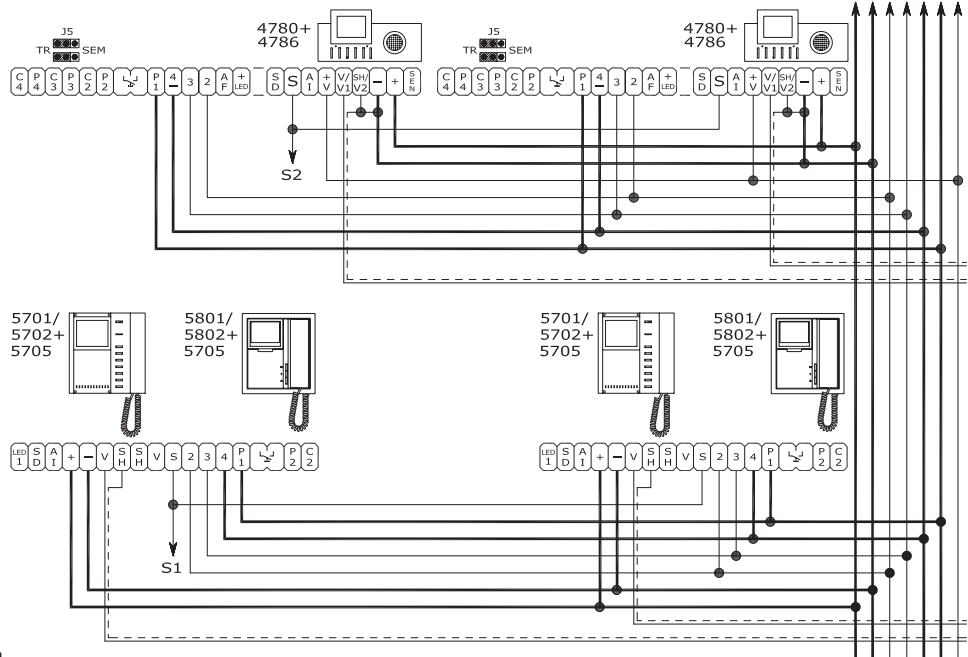 J5
TR SEM
4780+
4786
J5
TR SEM
4780+
4786
C4 P4 C3 P3 C2 P2 P1 4 – 3 2 AF +LED SD S AI +V V/V1 SH/V2 – + SEN
C4 P4 C3 P3 C2 P2 P1 4 – 3 2 AF +LED SD S AI +V V/V1 SH/V2 – + SEN
S2
5701/
5702+
5705
5801/
5802+
5705
5701/
5702+
5705
5801/
5802+
5705
LED1 SD AI + – V SH SH V S 2 3 4 P1 P2 C2
LED1 SD AI + – V SH SH V S 2 3 4 P1 P2 C2
S1